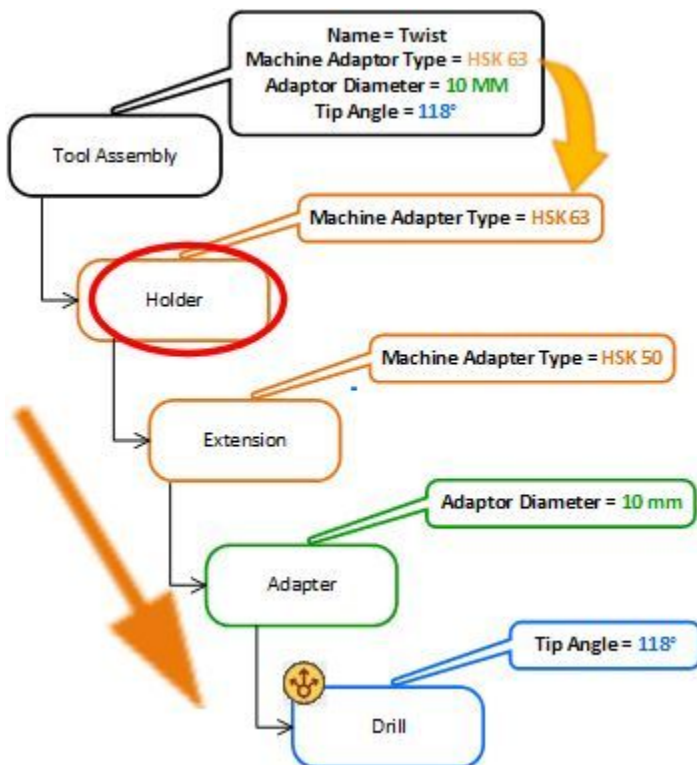 Name = Twist
Machine Adaptor Type = HSK 63
Adaptor Diameter = 10 MM
Tip Angle = 118°
Tool Assembly
Machine Adapter Type = HSK 63
Holder
Machine Adapter Type = HSK 50
Extension
Adaptor Diameter = 10 mm
Adapter
Tip Angle = 118°
Drill